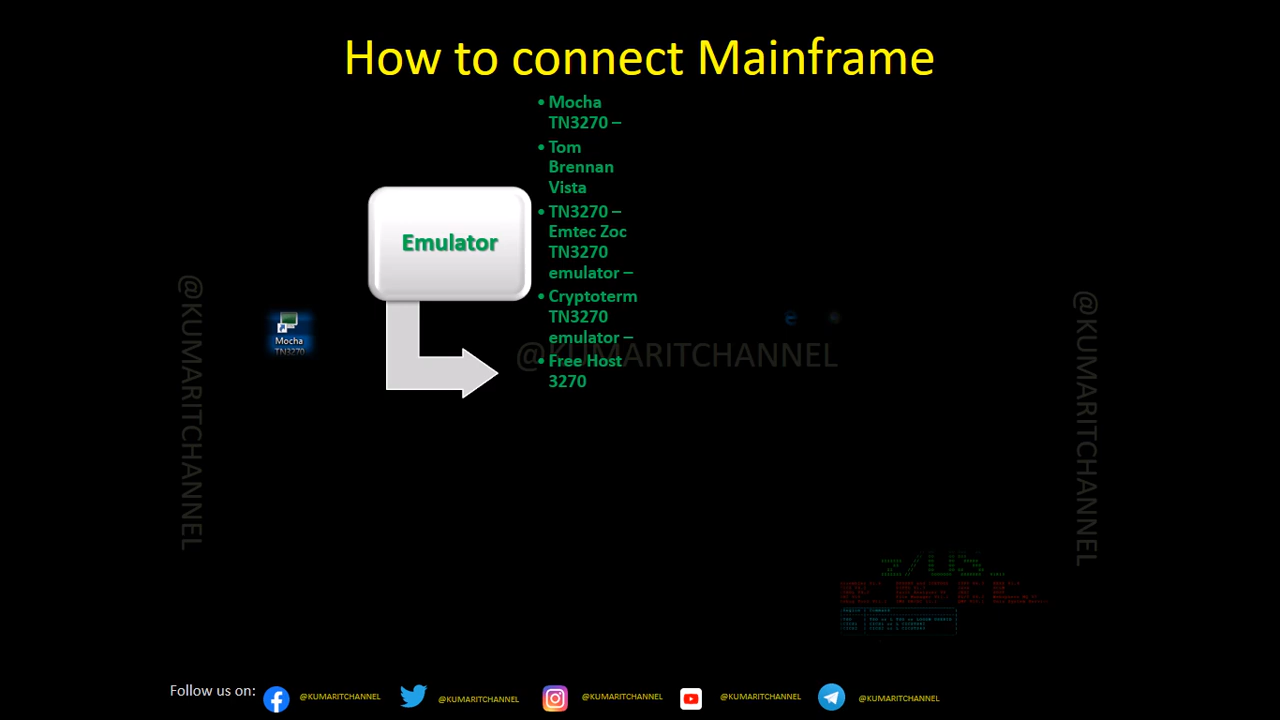 How to connect Mainframe
• Mocha
TN3270 –
• Tom
Brennan
Vista
• TN3270 –
Emtec Zoc
TN3270
emulator –
• Cryptoterm
TN3270
emulator –
• Free Host
3270
Emulator
Mocha
TN3270
@KUMARITCHANNEL
@KUMARITCHANNEL
@KUMARITCHANNEL
z/OS
Follow us on:
@KUMARITCHANNEL
@KUMARITCHANNEL
@KUMARITCHANNEL
@KUMARITCHANNEL
@KUMARITCHANNEL